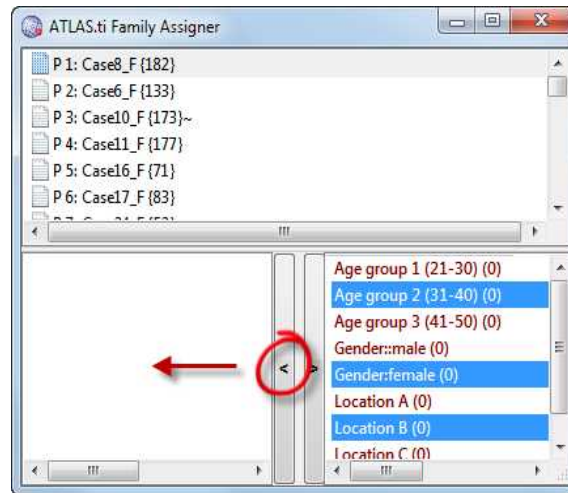 ATLAS.ti Family Assigner
P 1: Case8_F {182}
P 2: Case6_F {133}
P 3: Case10_F {173}~
P 4: Case11_F {177}
P 5: Case16_F {71}
P 6: Case17_F {83}
Age group 1 (21-30) (0)
Age group 2 (31-40) (0)
Age group 3 (41-50) (0)
Gender::male (0)
< >
Gender:female (0)
Location A (0)
Location B (0)
Location C (0)